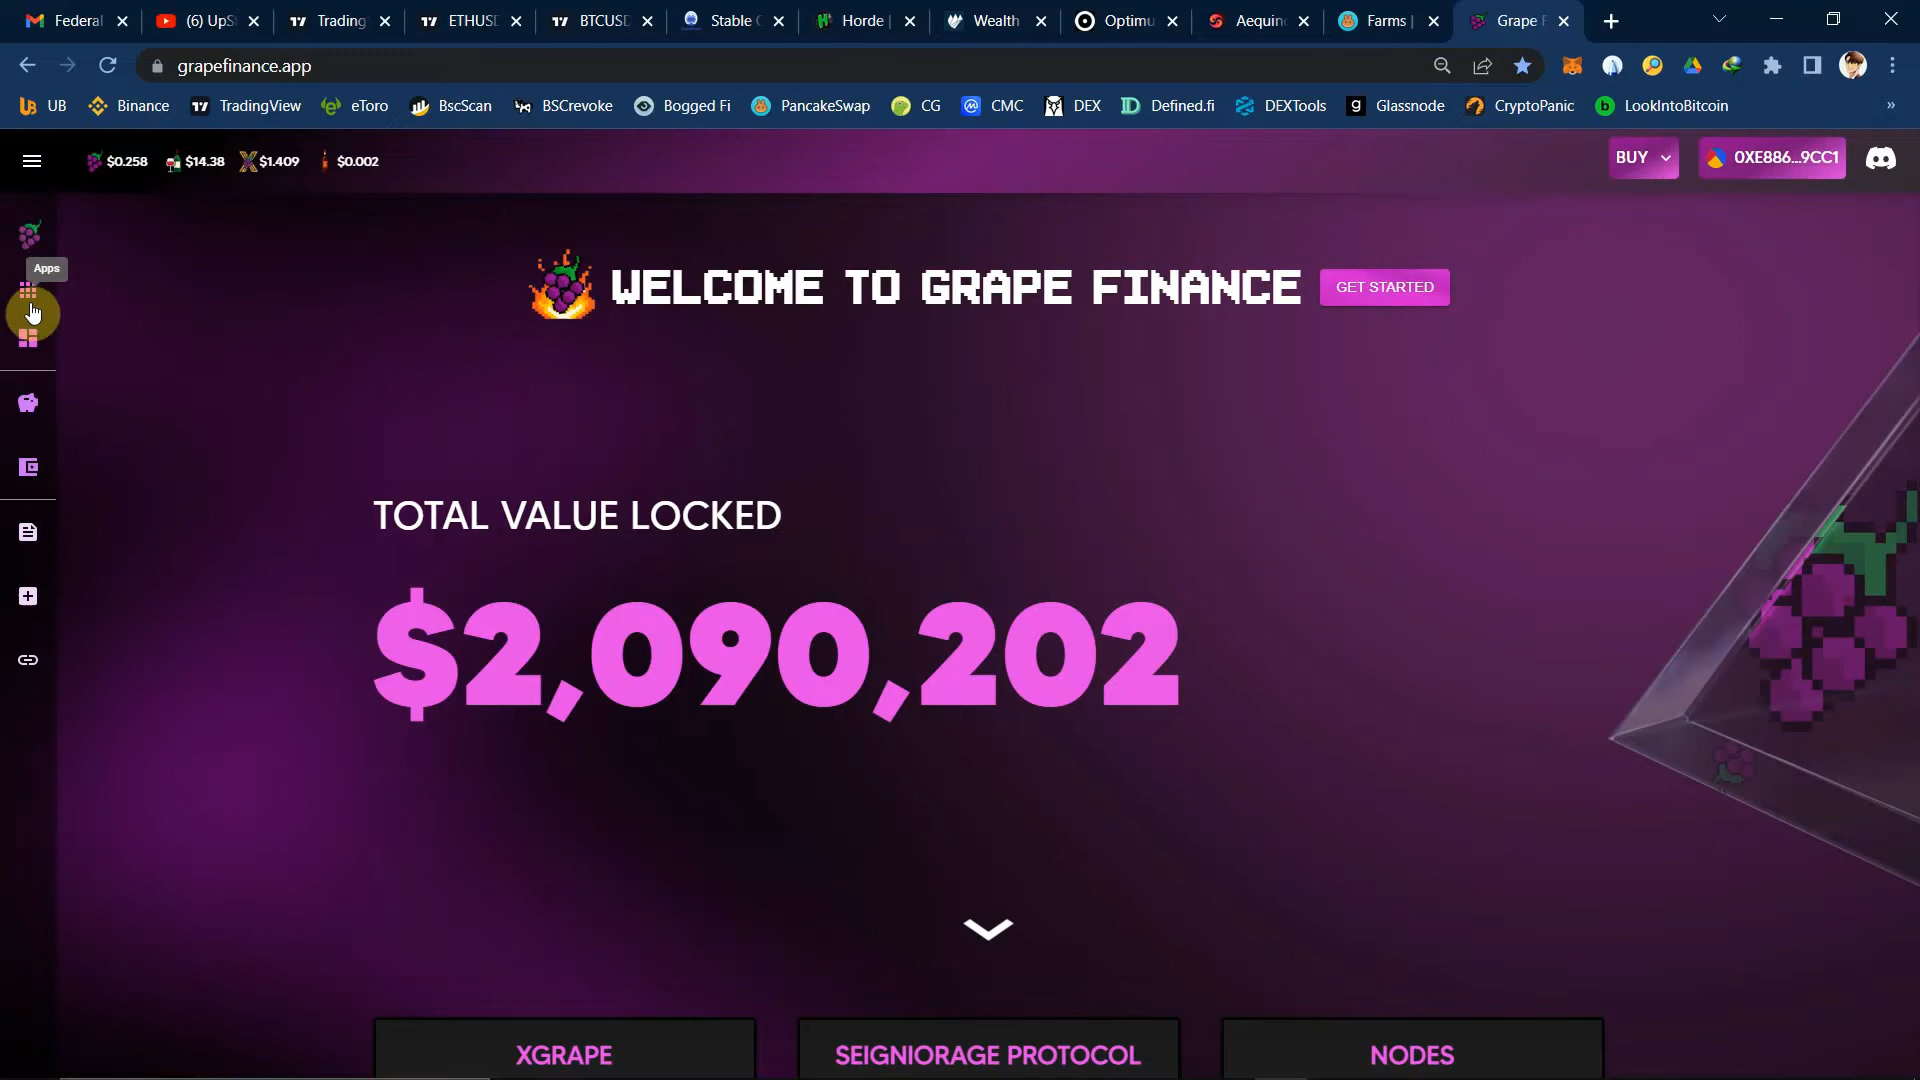 Federal
(6) UpS
Trading
ETHUSD
BTCUSD
Stable C
Horde |
Wealth
Optimu
Aequino
Farms |
Grape F
grapefinance.app
UB
Binance
TradingView
eToro
BscScan
BSCrevoke
Bogged Fi
PancakeSwap
CG
CMC
DEX
Defined.fi
DEXTools
Glassnode
CryptoPanic
LookIntoBitcoin
»
$0.258
$14.38
$1.409
$0.002
BUY
0XE886...9CC1
Apps
WELCOME TO GRAPE FINANCE
GET STARTED
TOTAL VALUE LOCKED
$2,090,202
XGRAPE
SEIGNIORAGE PROTOCOL
NODES